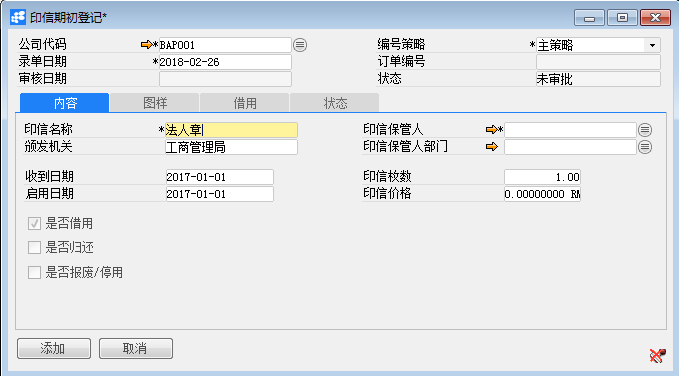 印信期初登记*
公司代码 *BAP001 编号策略 *主策略
录单日期 *2018-02-26 订单编号
审核日期 状态 未审批
内容 图样 借用 状态
印信名称 *法人章 印信保管人 *
颁发机关 工商管理局 印信保管人部门
收到日期 2017-01-01 印信枚数 1.00
启用日期 2017-01-01 印信价格 0.00000000 RM
是否借用
是否归还
是否报废/停用
添加 取消